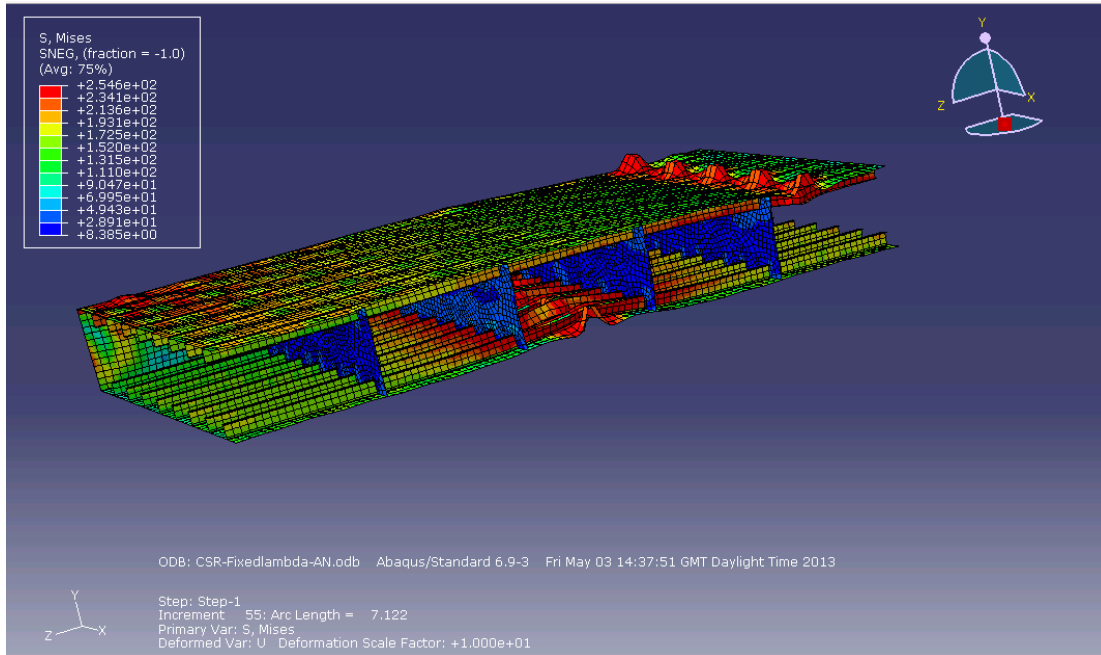 S, Mises
SNEG, (fraction = -1.0)
(Avg: 75%)
+2.546e+02
+2.341e+02
+2.136e+02
+1.931e+02
+1.725e+02
+1.520e+02
+1.315e+02
+1.110e+02
+9.047e+01
+6.995e+01
+4.943e+01
+2.891e+01
+8.385e+00
Y
Z
X
ODB: CSR-Fixedlambda-AN.odb Abaqus/Standard 6.9-3 Fri May 03 14:37:51 GMT Daylight Time 2013
Y
Z
X
Step: Step-1
Increment 55: Arc Length = 7.122
Primary Var: S, Mises
Deformed Var: U Deformation Scale Factor: +1.000e+01